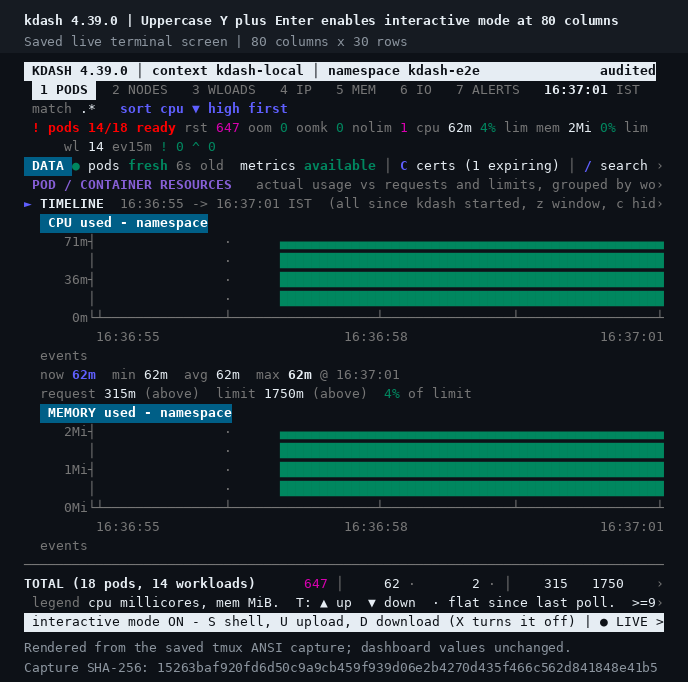 kdash 4.39.0 | Uppercase Y plus Enter enables interactive mode at 80 columns
Saved live terminal screen | 80 columns x 30 rows
KDASH 4.39.0 │ context kdash-local │ namespace kdash-e2e audited
1 PODS 2 NODES 3 WLOADS 4 IP 5 MEM 6 IO 7 ALERTS 16:37:01 IST
match .* sort cpu ▼ high first
! pods 14/18 ready rst 647 oom 0 oomk 0 nolim 1 cpu 62m 4% lim mem 2Mi 0% lim
wl 14 ev15m ! 0 ^ 0
DATA ● pods fresh 6s old metrics available │ C certs (1 expiring) │ / search ›
POD / CONTAINER RESOURCES actual usage vs requests and limits, grouped by wo›
► TIMELINE 16:36:55 -> 16:37:01 IST (all since kdash started, z window, c hid›
CPU used - namespace
71m
36m
0m
16:36:55 16:36:58 16:37:01
events
now 62m min 62m avg 62m max 62m @ 16:37:01
request 315m (above) limit 1750m (above) 4% of limit
MEMORY used - namespace
2Mi
1Mi
0Mi
16:36:55 16:36:58 16:37:01
events
TOTAL (18 pods, 14 workloads) 647 │ 62 · 2 · │ 315 1750 ›
legend cpu millicores, mem MiB. T: ▲ up ▼ down · flat since last poll. >=9›
interactive mode ON - S shell, U upload, D download (X turns it off) | ● LIVE >
Rendered from the saved tmux ANSI capture; dashboard values unchanged.
Capture SHA-256: 15263baf920fd6d50c9a9cb459f939d06e2b4270d435f466c562d841848e41b5